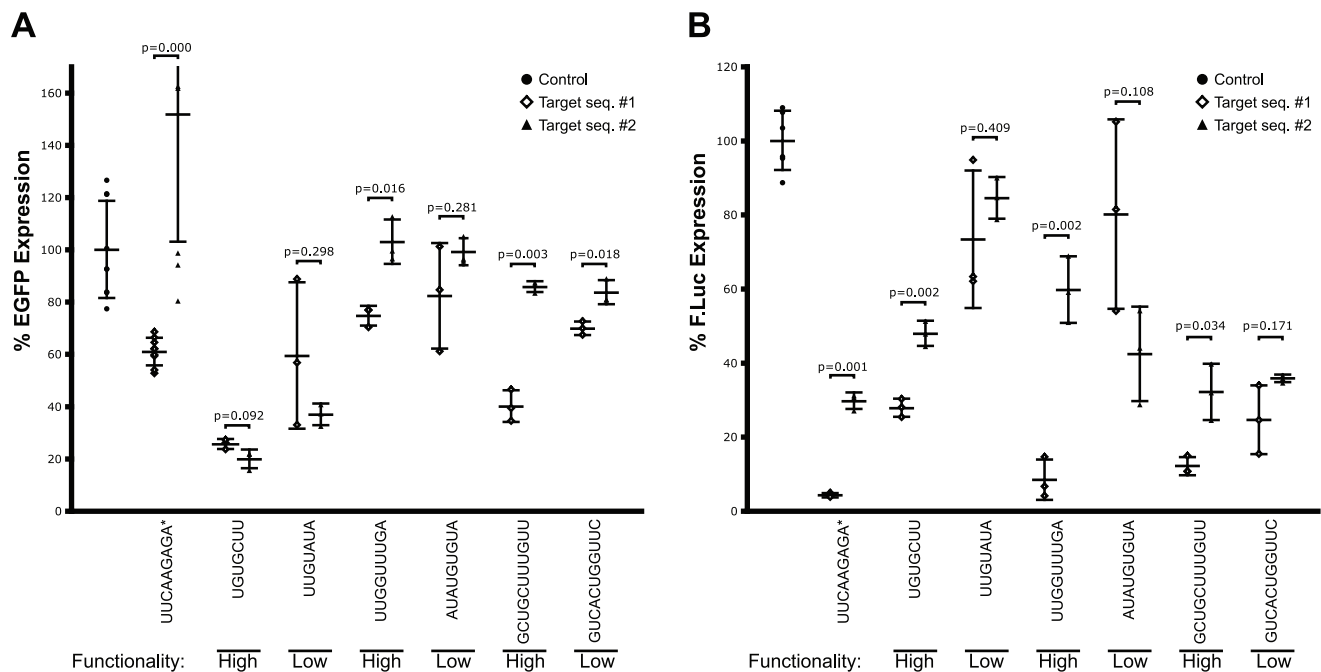 A
% EGFP Expression
160
140
120
100
80
60
40
20
0
p=0.000
p=0.092
p=0.298
p=0.016
p=0.281
p=0.003
p=0.018
Control
Target seq. #1
Target seq. #2
UUCAAGAGA*
UGUGCUU
UUGUAUA
UUGGUUUGA
AUAUGUGUA
GCUGCUUUGUU
GUCACUGGUUC
Functionality: High Low High Low High Low
B
% F.Luc Expression
120
100
80
60
40
20
0
p=0.001
p=0.002
p=0.409
p=0.002
p=0.108
p=0.034
p=0.171
Control
Target seq. #1
Target seq. #2
UUCAAGAGA*
UGUGCUU
UUGUAUA
UUGGUUUGA
AUAUGUGUA
GCUGCUUUGUU
GUCACUGGUUC
Functionality: High Low High Low High Low